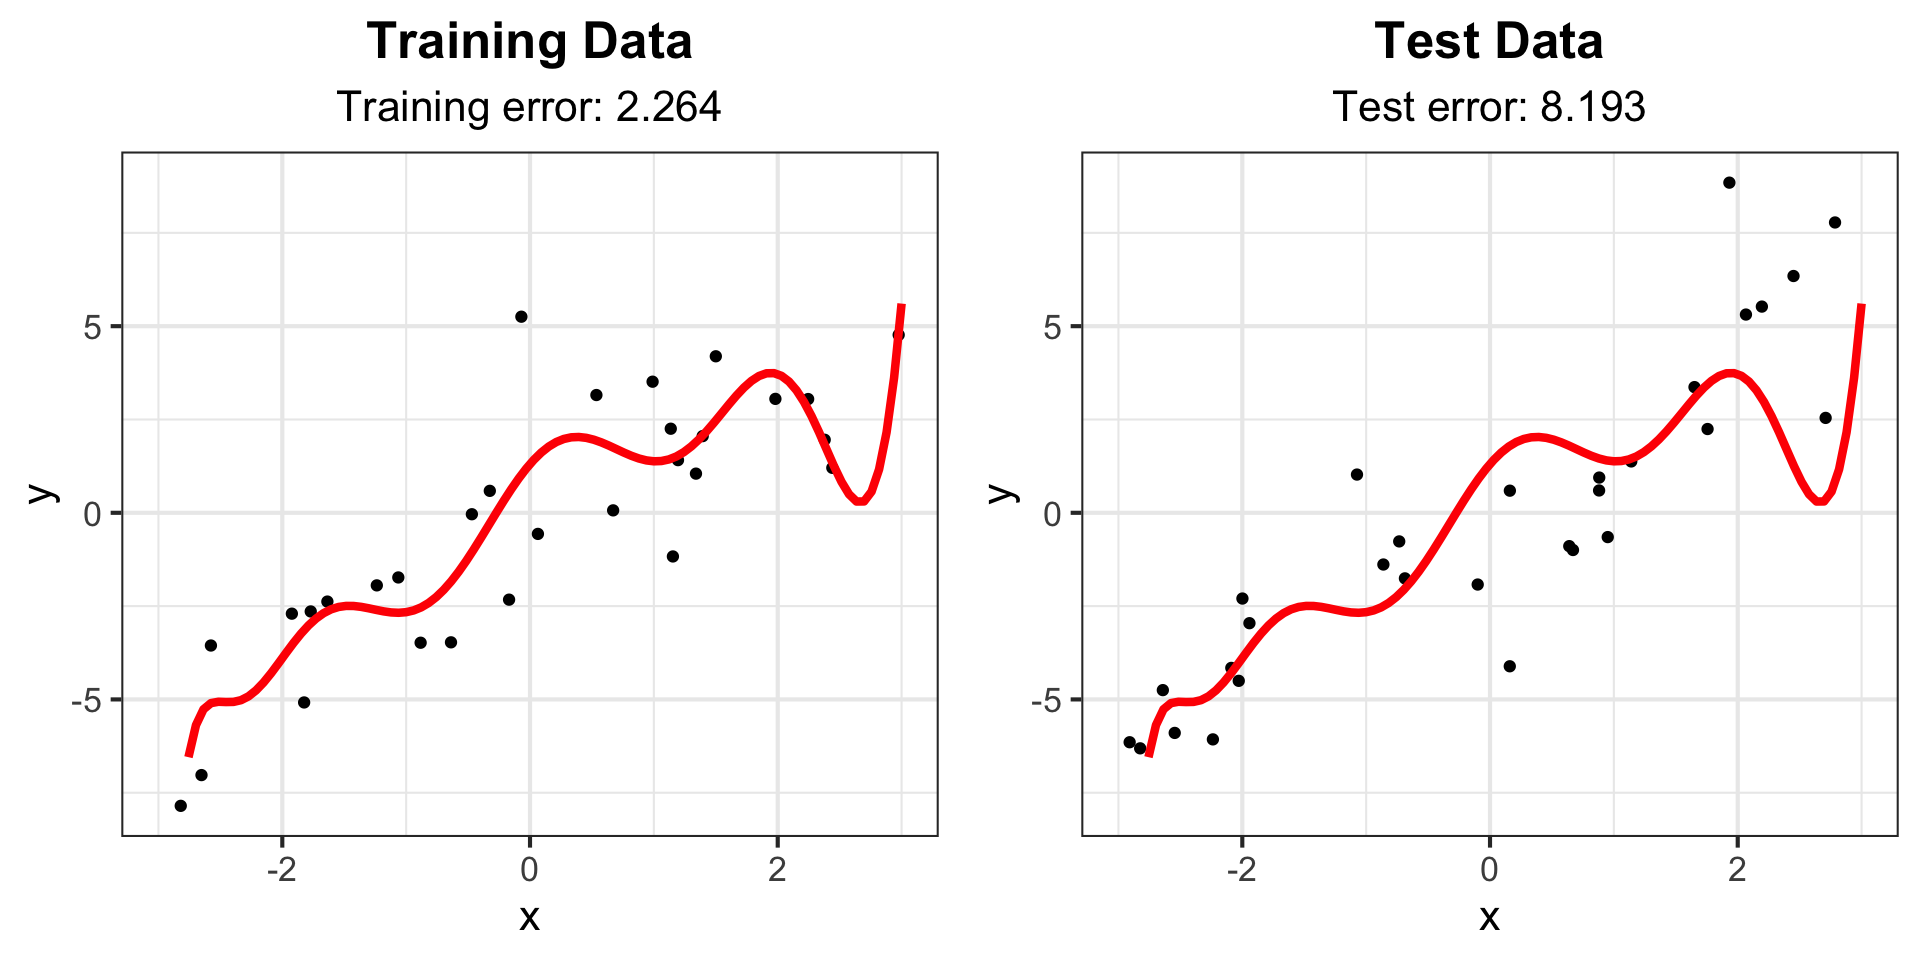 Training Data
Training error: 2.264
5
0
-5
y
-2 0 2
x
Test Data
Test error: 8.193
5
0
-5
y
-2 0 2
x